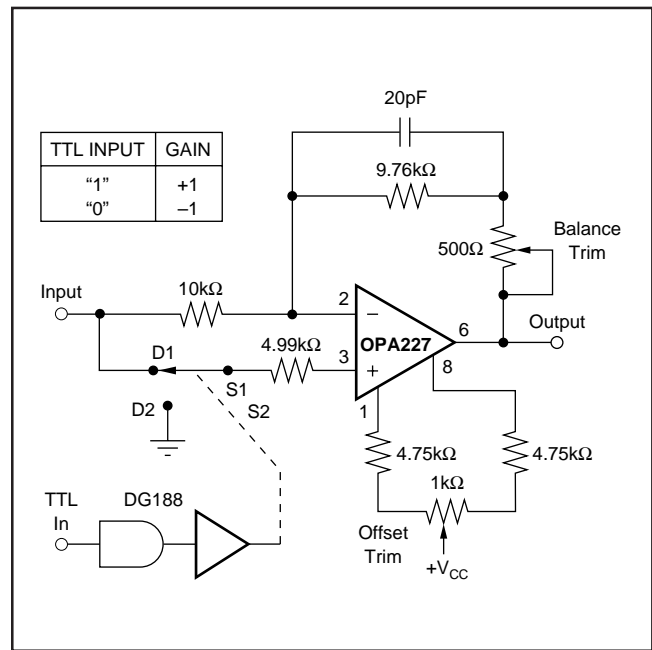 20pF
TTL INPUT GAIN
“1” +1
“0” –1
9.76kΩ
500Ω
Balance
Trim
Input
10kΩ
2
–
OPA227
6
Output
D1
S1
4.99kΩ
3
+
8
D2
S2
1
4.75kΩ
4.75kΩ
1kΩ
TTL
In
DG188
Offset
Trim
+VCC